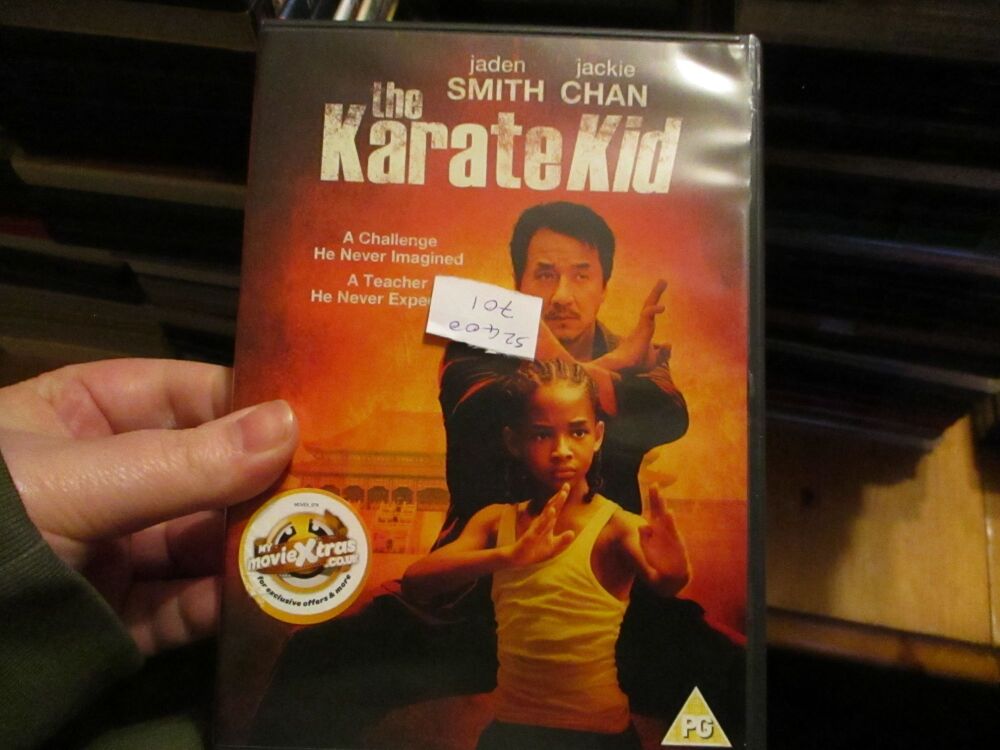 jaden SMITH
jackie CHAN
the
Karate Kid
A Challenge
He Never Imagined
A Teacher
He Never Expe
52400
701
MY
movieXtras
.co.uk
for exclusive offers & more
PG